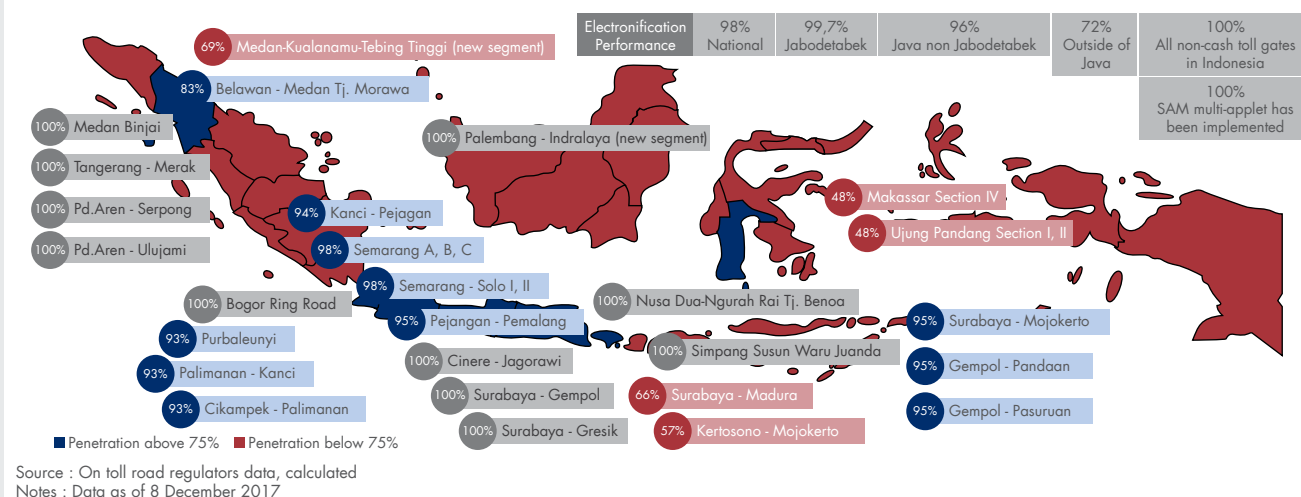 Electronification
Performance
98%
National
99,7%
Jabodetabek
96%
Java non Jabodetabek
72%
Outside of
Java
100%
All non-cash toll gates
in Indonesia
100%
SAM multi-applet has
been implemented
69% Medan-Kualanamu-Tebing Tinggi (new segment)
83% Belawan - Medan Tj. Morawa
100% Medan Binjai
100% Palembang - Indralaya (new segment)
100% Tangerang - Merak
48% Makassar Section IV
100% Pd.Aren - Serpong
94% Kanci - Pejagan
48% Ujung Pandang Section I, II
100% Pd.Aren - Ulujami
98% Semarang A, B, C
98% Semarang - Solo I, II
100% Bogor Ring Road
100% Nusa Dua-Ngurah Rai Tj. Benoa
95% Pejangan - Pemalang
95% Surabaya - Mojokerto
93% Purbaleunyi
100% Cinere - Jagorawi
100% Simpang Susun Waru Juanda
95% Gempol - Pandaan
93% Palimanan - Kanci
100% Surabaya - Gempol
66% Surabaya - Madura
93% Cikampek - Palimanan
95% Gempol - Pasuruan
100% Surabaya - Gresik
57% Kertosono - Mojokerto
Penetration above 75% Penetration below 75%
Source : On toll road regulators data, calculated
Notes : Data as of 8 December 2017